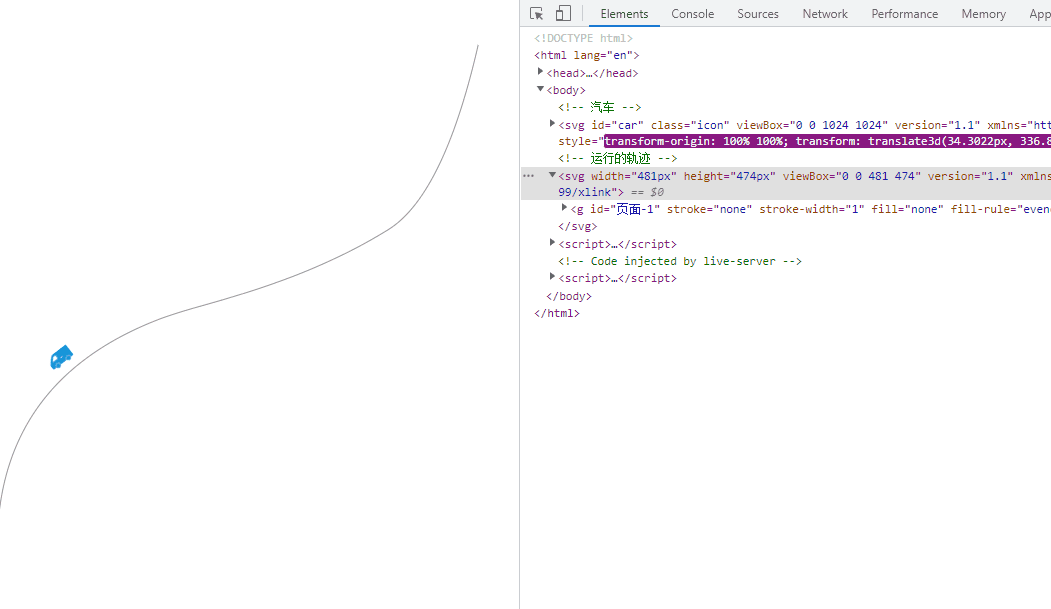 Elements Console Sources Network Performance Memory App
<!DOCTYPE html>
<html lang="en">
<head>…</head>
<body>
<!-- 汽车 -->
<svg id="car" class="icon" viewBox="0 0 1024 1024" version="1.1" xmlns="htt
style="transform-origin: 100% 100%; transform: translate3d(34.3022px, 336.8
<!-- 运行的轨迹 -->
<svg width="481px" height="474px" viewBox="0 0 481 474" version="1.1" xmlns
99/xlink"> == $0
<g id="页面-1" stroke="none" stroke-width="1" fill="none" fill-rule="even
</svg>
<script>…</script>
<!-- Code injected by live-server -->
<script>…</script>
</body>
</html>